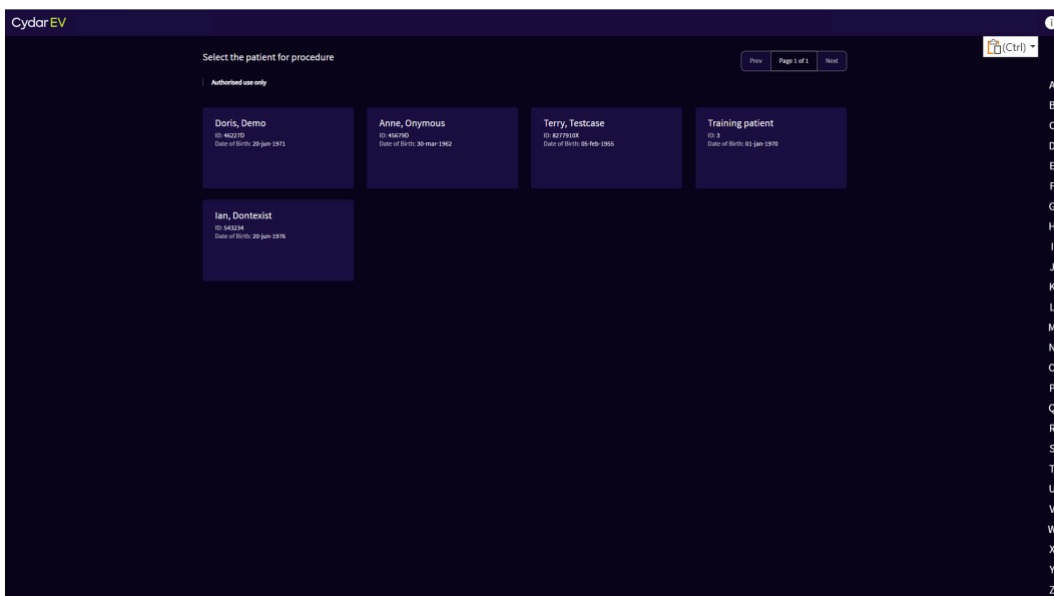 CydarEV
i
(Ctrl)
Select the patient for procedure
Prev Page 1 of 1 Next
Authorised use only
Doris, Demo
ID: 46227D
Date of Birth: 20-jun-1971
Anne, Onymous
ID: 45679D
Date of Birth: 30-mar-1962
Terry, Testcase
ID: 8277910X
Date of Birth: 05-feb-1955
Training patient
ID: 3
Date of Birth: 01-jan-1970
Ian, Dontexist
ID: 543234
Date of Birth: 20-jun-1976
A
B
C
D
E
F
G
H
I
J
K
L
M
N
O
P
Q
R
S
T
U
V
W
X
Y
Z